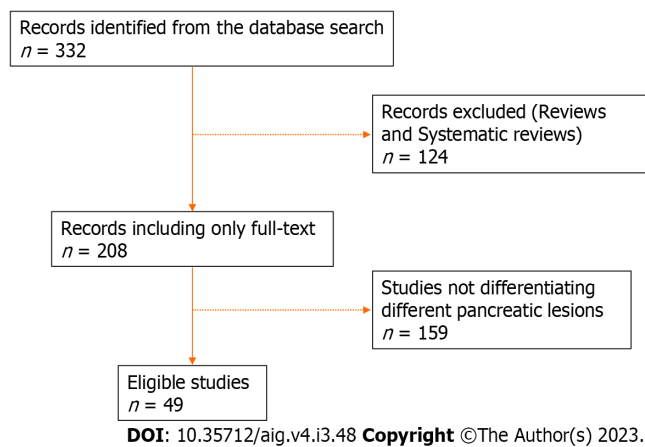 Records identified from the database search
n = 332
Records excluded (Reviews
and Systematic reviews)
n = 124
Records including only full-text
n = 208
Studies not differentiating
different pancreatic lesions
n = 159
Eligible studies
n = 49
DOI: 10.35712/aig.v4.i3.48 Copyright ©The Author(s) 2023.